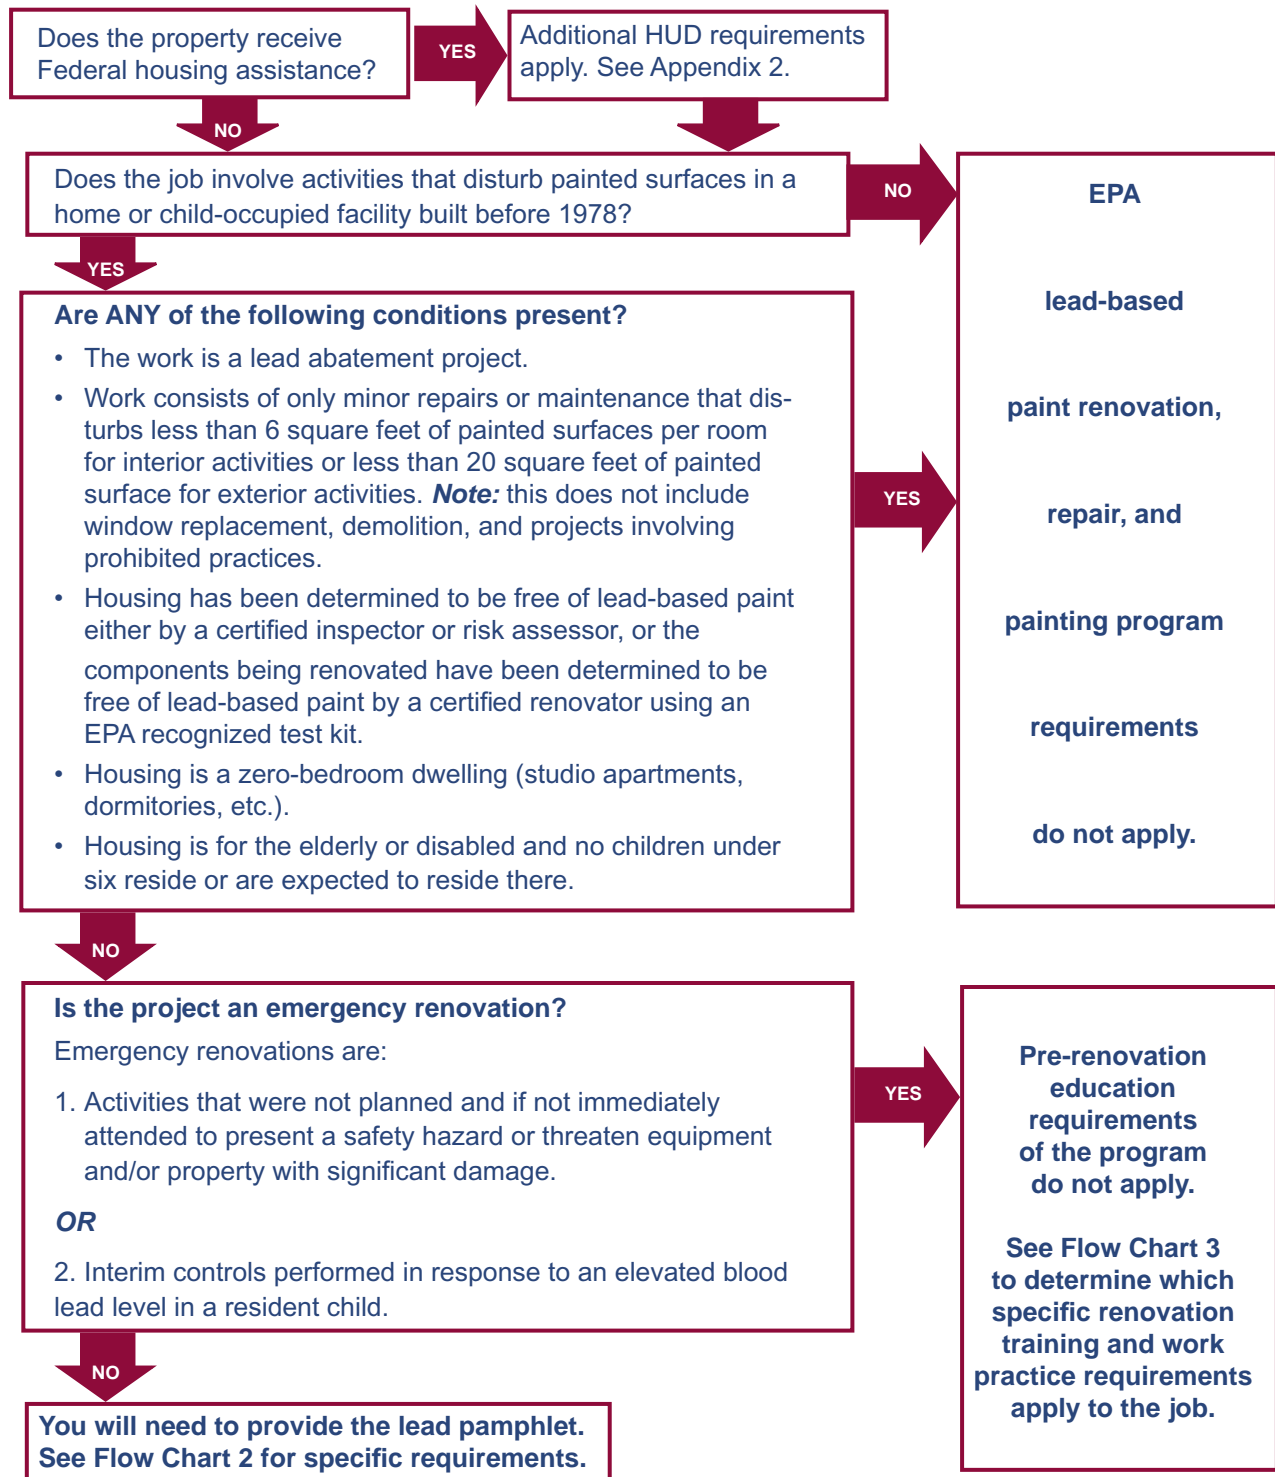 Does the property receive
Federal housing assistance?
YES
Additional HUD requirements
apply. See Appendix 2.
NO
Does the job involve activities that disturb painted surfaces in a
home or child-occupied facility built before 1978?
NO
EPA
lead-based
paint renovation,
repair, and
painting program
requirements
do not apply.
YES
Are ANY of the following conditions present?
• The work is a lead abatement project.
• Work consists of only minor repairs or maintenance that dis-
turbs less than 6 square feet of painted surfaces per room
for interior activities or less than 20 square feet of painted
surface for exterior activities. Note: this does not include
window replacement, demolition, and projects involving
prohibited practices.
• Housing has been determined to be free of lead-based paint
either by a certified inspector or risk assessor, or the
components being renovated have been determined to be
free of lead-based paint by a certified renovator using an
EPA recognized test kit.
• Housing is a zero-bedroom dwelling (studio apartments,
dormitories, etc.).
• Housing is for the elderly or disabled and no children under
six reside or are expected to reside there.
YES
NO
Is the project an emergency renovation?
Emergency renovations are:
1. Activities that were not planned and if not immediately
attended to present a safety hazard or threaten equipment
and/or property with significant damage.
OR
2. Interim controls performed in response to an elevated blood
lead level in a resident child.
YES
Pre-renovation
education
requirements
of the program
do not apply.
See Flow Chart 3
to determine which
specific renovation
training and work
practice requirements
apply to the job.
NO
You will need to provide the lead pamphlet.
See Flow Chart 2 for specific requirements.